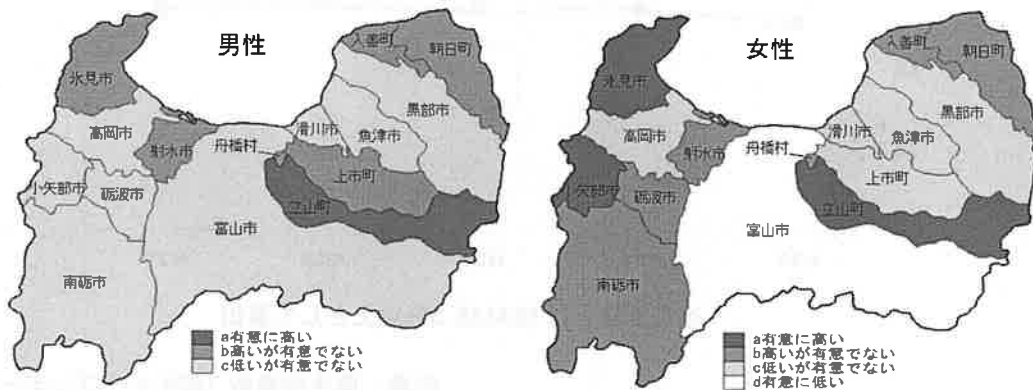 男性
氷見市
高岡市
射水市
小矢部市
砺波市
南砺市
富山市
舟橋村
滑川市
魚津市
黒部市
入善町
朝日町
上市町
立山町
a有意に高い
b高いが有意でない
c低いが有意でない
女性
氷見市
高岡市
射水市
小矢部市
砺波市
南砺市
富山市
舟橋村
滑川市
魚津市
黒部市
入善町
朝日町
上市町
立山町
a有意に高い
b高いが有意でない
c低いが有意でない
d有意に低い